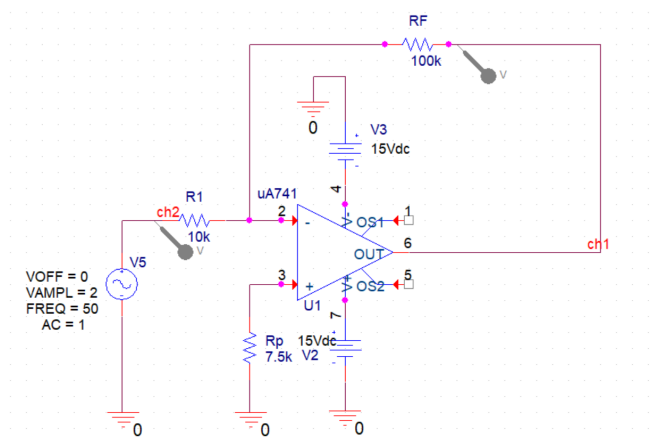 RF
100k
V
0
V3
15Vdc
4
R1
uA741
ch2
2
-
V-
OS1
1
10k
V
OUT
6
ch1
V5
3
+
V+
OS2
5
U1
VOFF = 0
VAMPL = 2
FREQ = 50
AC = 1
7
Rp
7.5k
15Vdc
V2
0
0
0